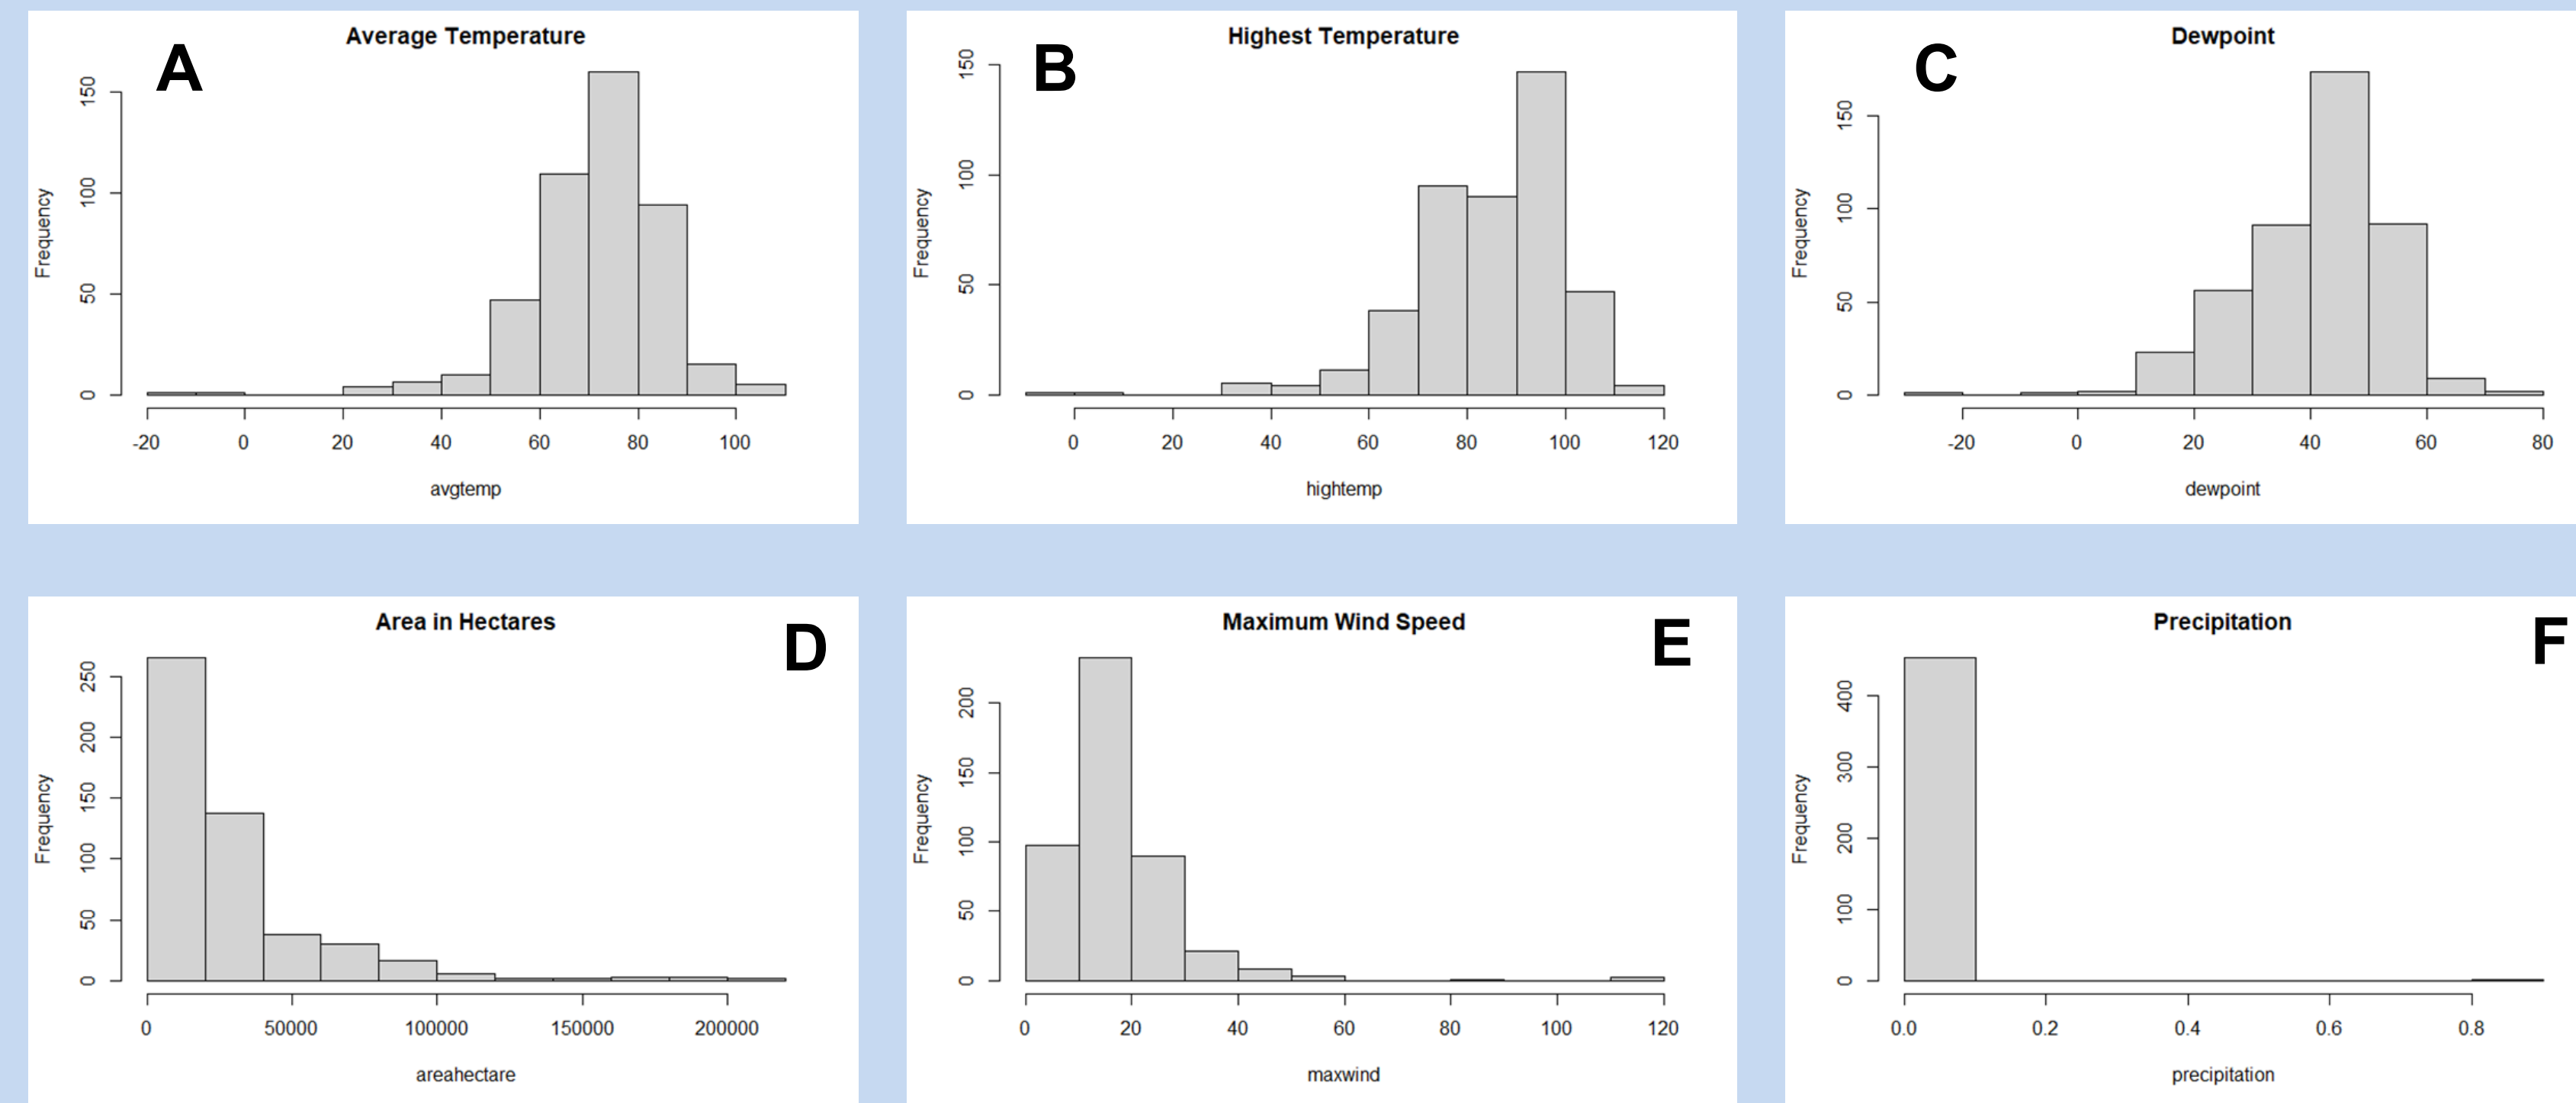 Average Temperature
A
150
100
50
0
Frequency
-20 0 20 40 60 80 100
avgtemp
Highest Temperature
B
150
100
50
0
Frequency
0 20 40 60 80 100 120
hightemp
Dewpoint
C
150
100
50
0
Frequency
-20 0 20 40 60 80
dewpoint
Area in Hectares
D
250
200
150
100
50
0
Frequency
0 50000 100000 150000 200000
areahectare
Maximum Wind Speed
E
200
150
100
50
0
Frequency
0 20 40 60 80 100 120
maxwind
Precipitation
F
400
300
200
100
0
Frequency
0.0 0.2 0.4 0.6 0.8
precipitation